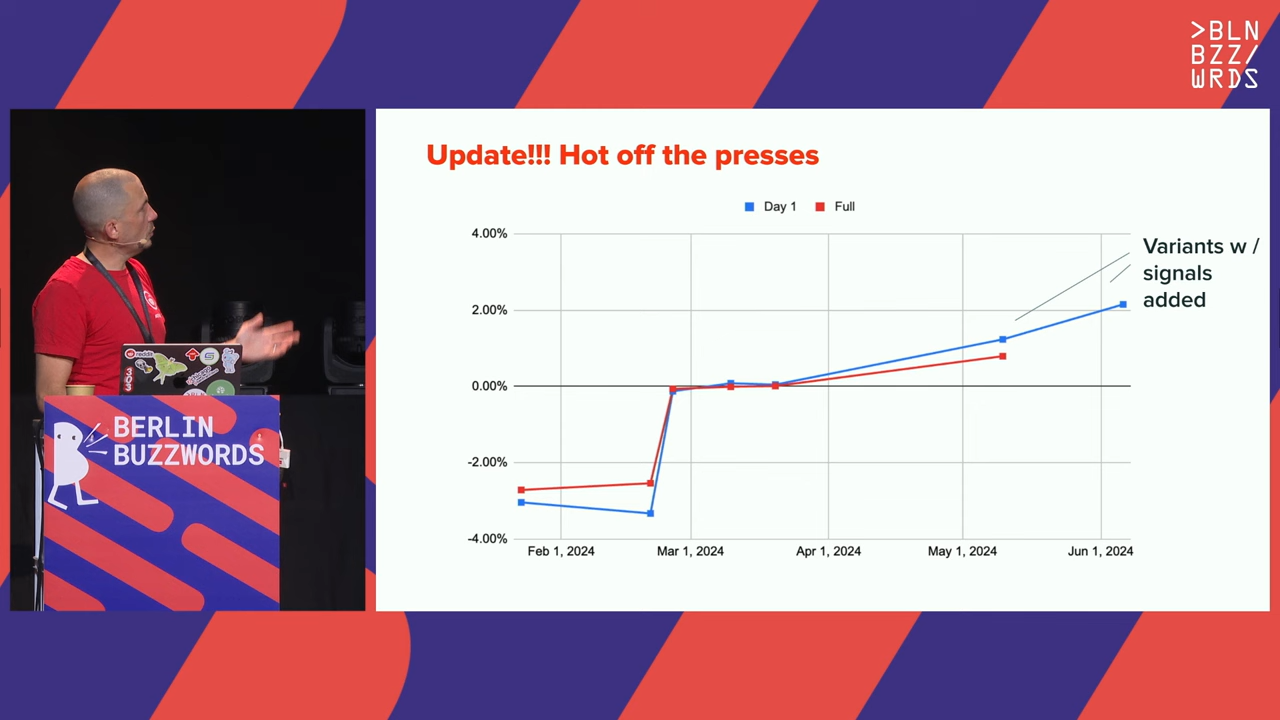 >BLN
BZZ/
WRDS
Update!!! Hot off the presses
Day 1
Full
4.00%
2.00%
0.00%
-2.00%
-4.00%
Feb 1, 2024
Mar 1, 2024
Apr 1, 2024
May 1, 2024
Jun 1, 2024
Variants w /
signals
added
reddit
303
BERLIN
BUZZWORDS